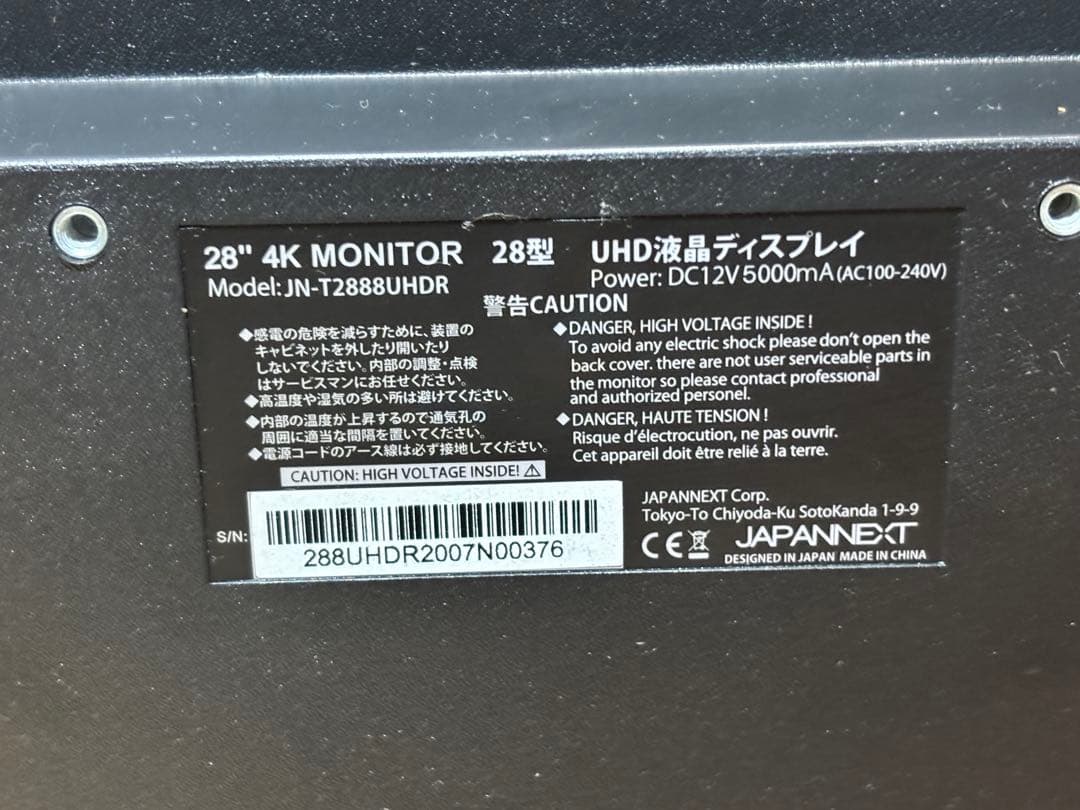 28" 4K MONITOR 28型 UHD液晶ディスプレイ
Model: JN-T2888UHDR
Power: DC12V 5000mA (AC100-240V)
警告CAUTION
◆感電の危険を減らすために、装置の
キャビネットを外したり開いたり
しないでください。内部の調整・点検
はサービスマンにお任せください。
◆高温度や湿気の多い所は避けてください。
◆内部の温度が上昇するので通気孔の
周囲に適当な間隔を置いてください。
◆電源コードのアース線は必ず接地してください。
CAUTION: HIGH VOLTAGE INSIDE!
◆DANGER, HIGH VOLTAGE INSIDE !
To avoid any electric shock please don't open the
back cover. there are not user serviceable parts in
the monitor so please contact professional
and authorized personel.
◆DANGER, HAUTE TENSION !
Risque d'électrocution, ne pas ouvrir.
Cet appareil doit être relié à la terre.
S/N:
288UHDR2007N00376
JAPANNEXT Corp.
Tokyo-To Chiyoda-Ku SotoKanda 1-9-9
CE JAPANNEXT
DESIGNED IN JAPAN MADE IN CHINA